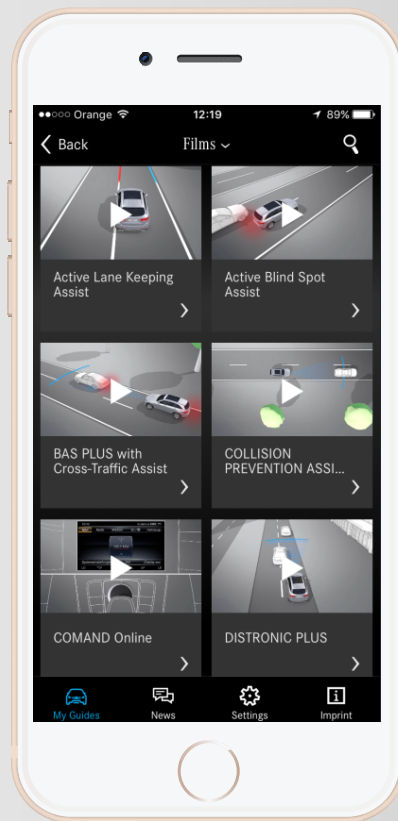 Orange 12:19 89%
Back Films
Active Lane Keeping
Assist
Active Blind Spot
Assist
BAS PLUS with
Cross-Traffic Assist
COLLISION
PREVENTION ASSI...
COMAND Online
DISTRONIC PLUS
My Guides News Settings Imprint